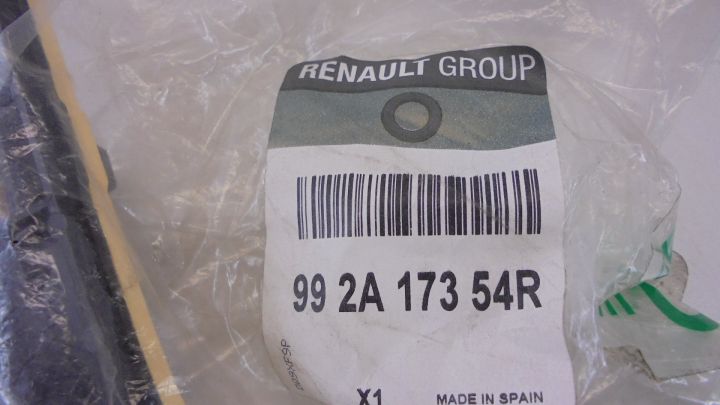 RENAULT GROUP
99 2A 173 54R
X1 MADE IN SPAIN